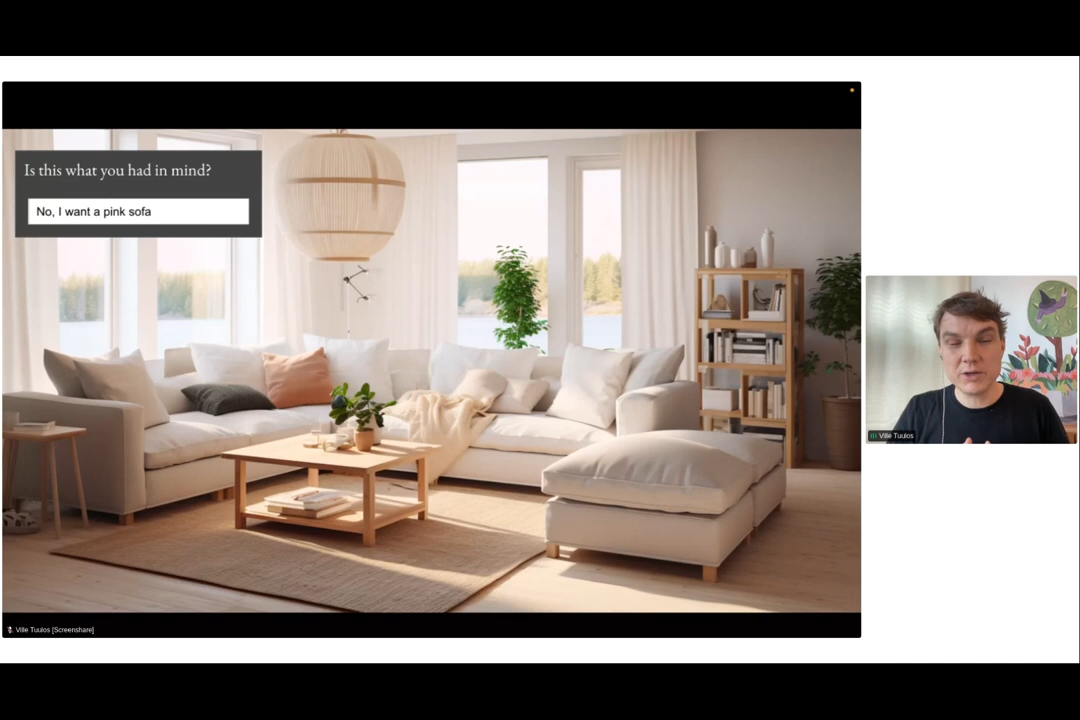 Is this what you had in mind?
No, I want a pink sofa
Ville Tuulos
Ville Tuulos [Screenshare]